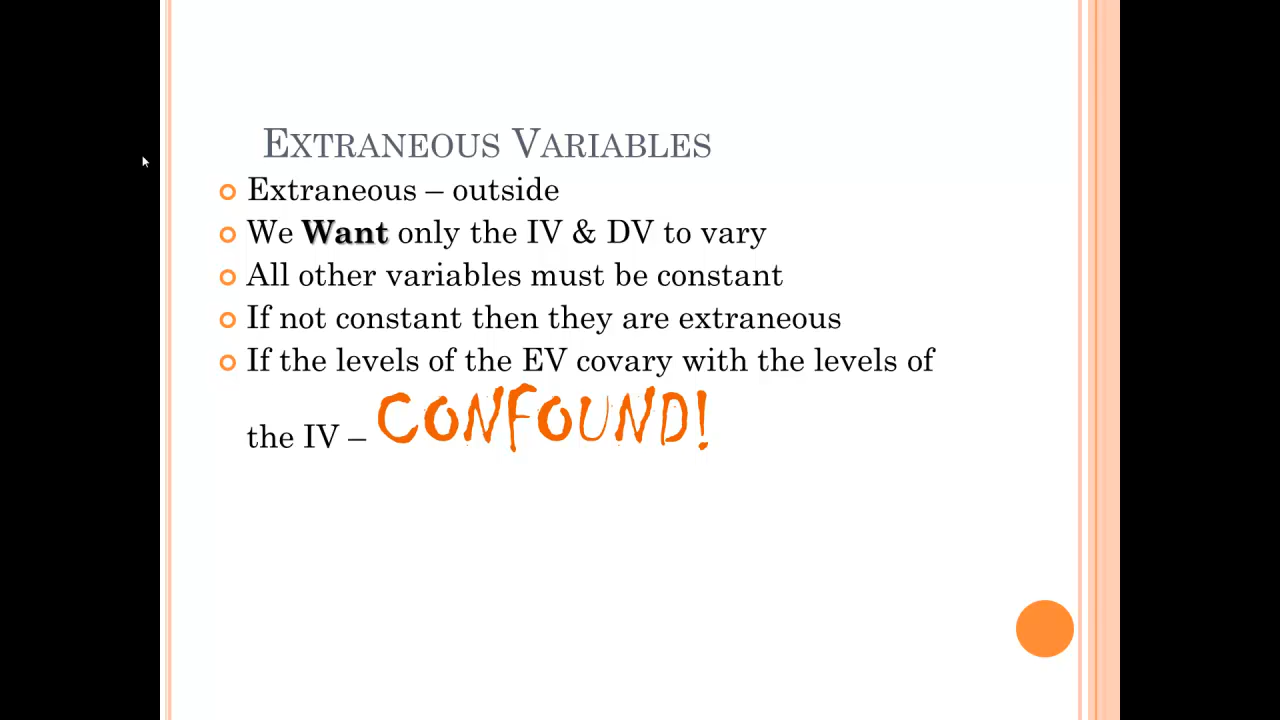 EXTRANEOUS VARIABLES
Extraneous – outside
We Want only the IV & DV to vary
All other variables must be constant
If not constant then they are extraneous
If the levels of the EV covary with the levels of
the IV – CONFOUND!